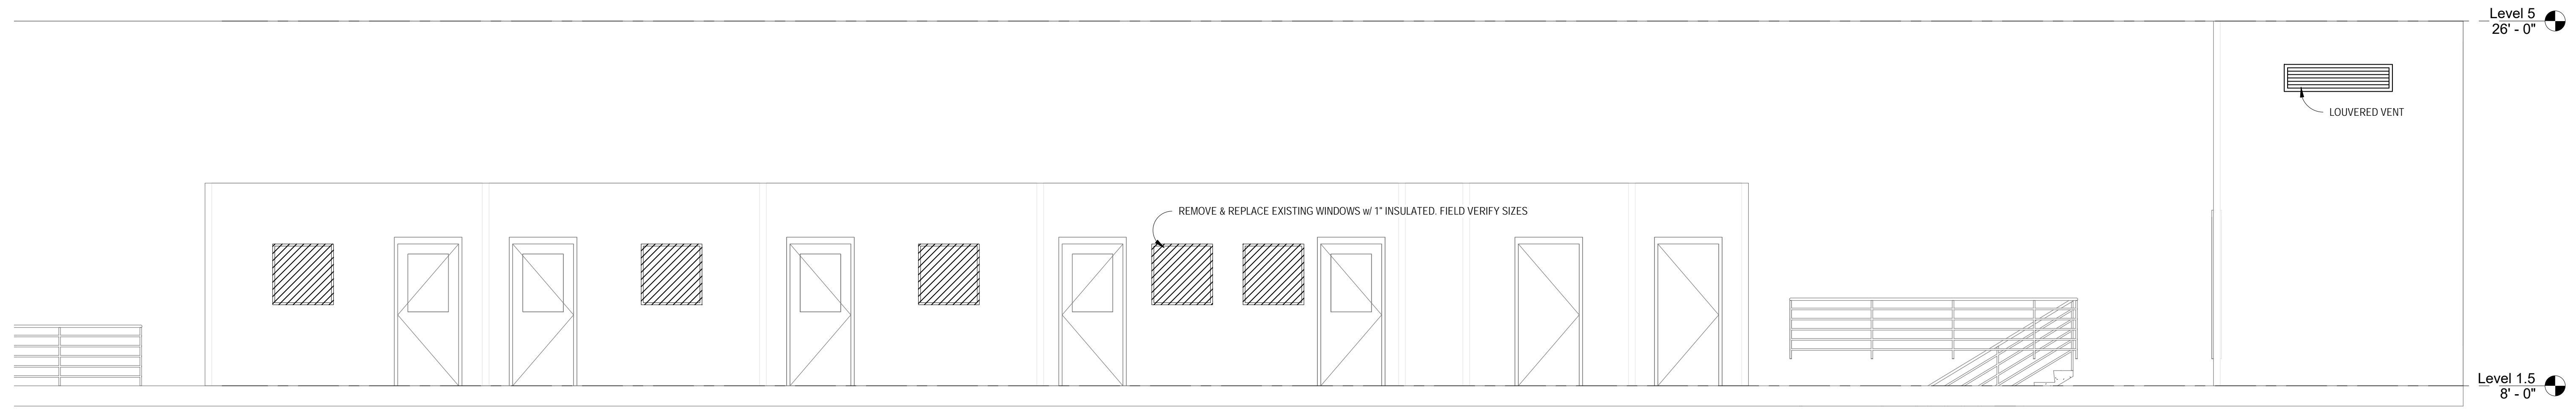 Level 5
26' - 0"
LOUVERED VENT
REMOVE & REPLACE EXISTING WINDOWS w/ 1" INSULATED. FIELD VERIFY SIZES
Level 1.5
8' - 0"